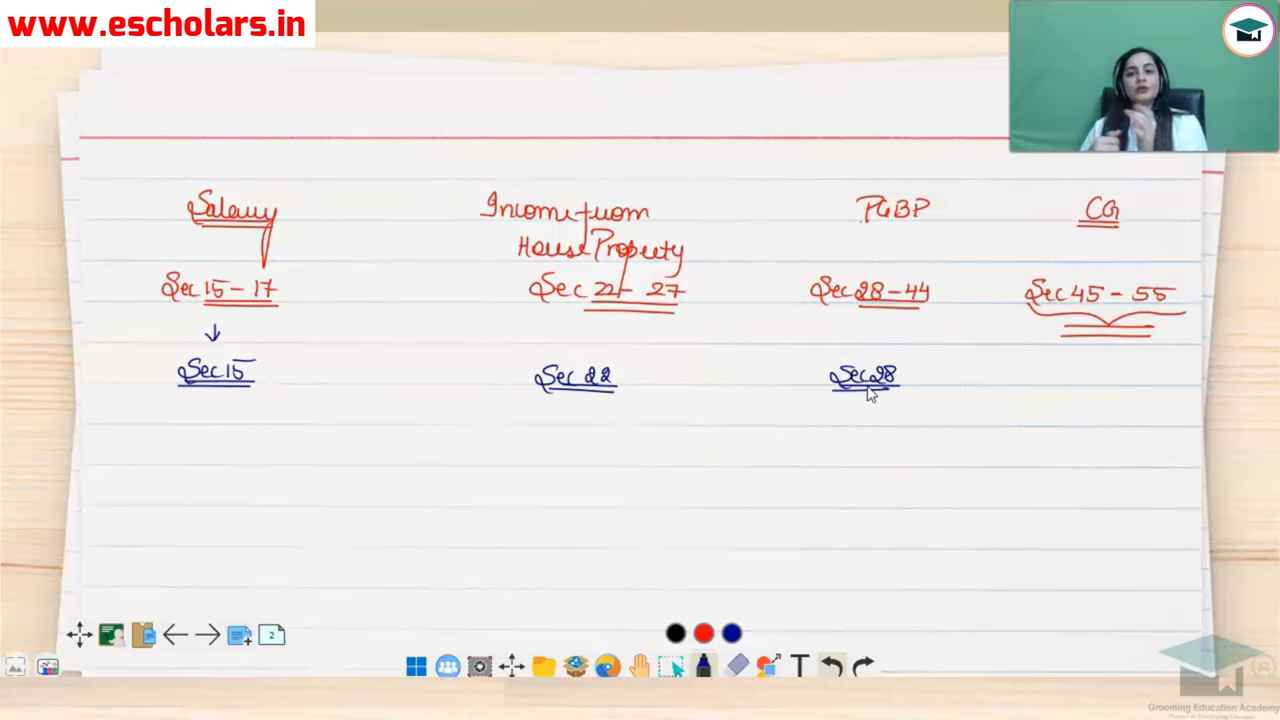 www.escholars.in
Salary
Income from
House Property
PGBP
CG
Sec 15 - 17
Sec 22 - 27
Sec 28 - 44
Sec 45 - 55
Sec 15
Sec 22
Sec 28
2
T
Grooming Education Academy